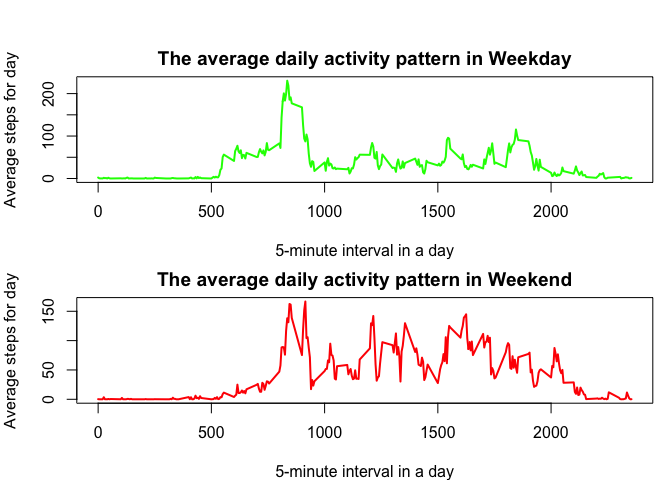 The average daily activity pattern in Weekday
Average steps for day
0
100
200
0
500
1000
1500
2000
5-minute interval in a day
The average daily activity pattern in Weekend
Average steps for day
0
50
150
0
500
1000
1500
2000
5-minute interval in a day